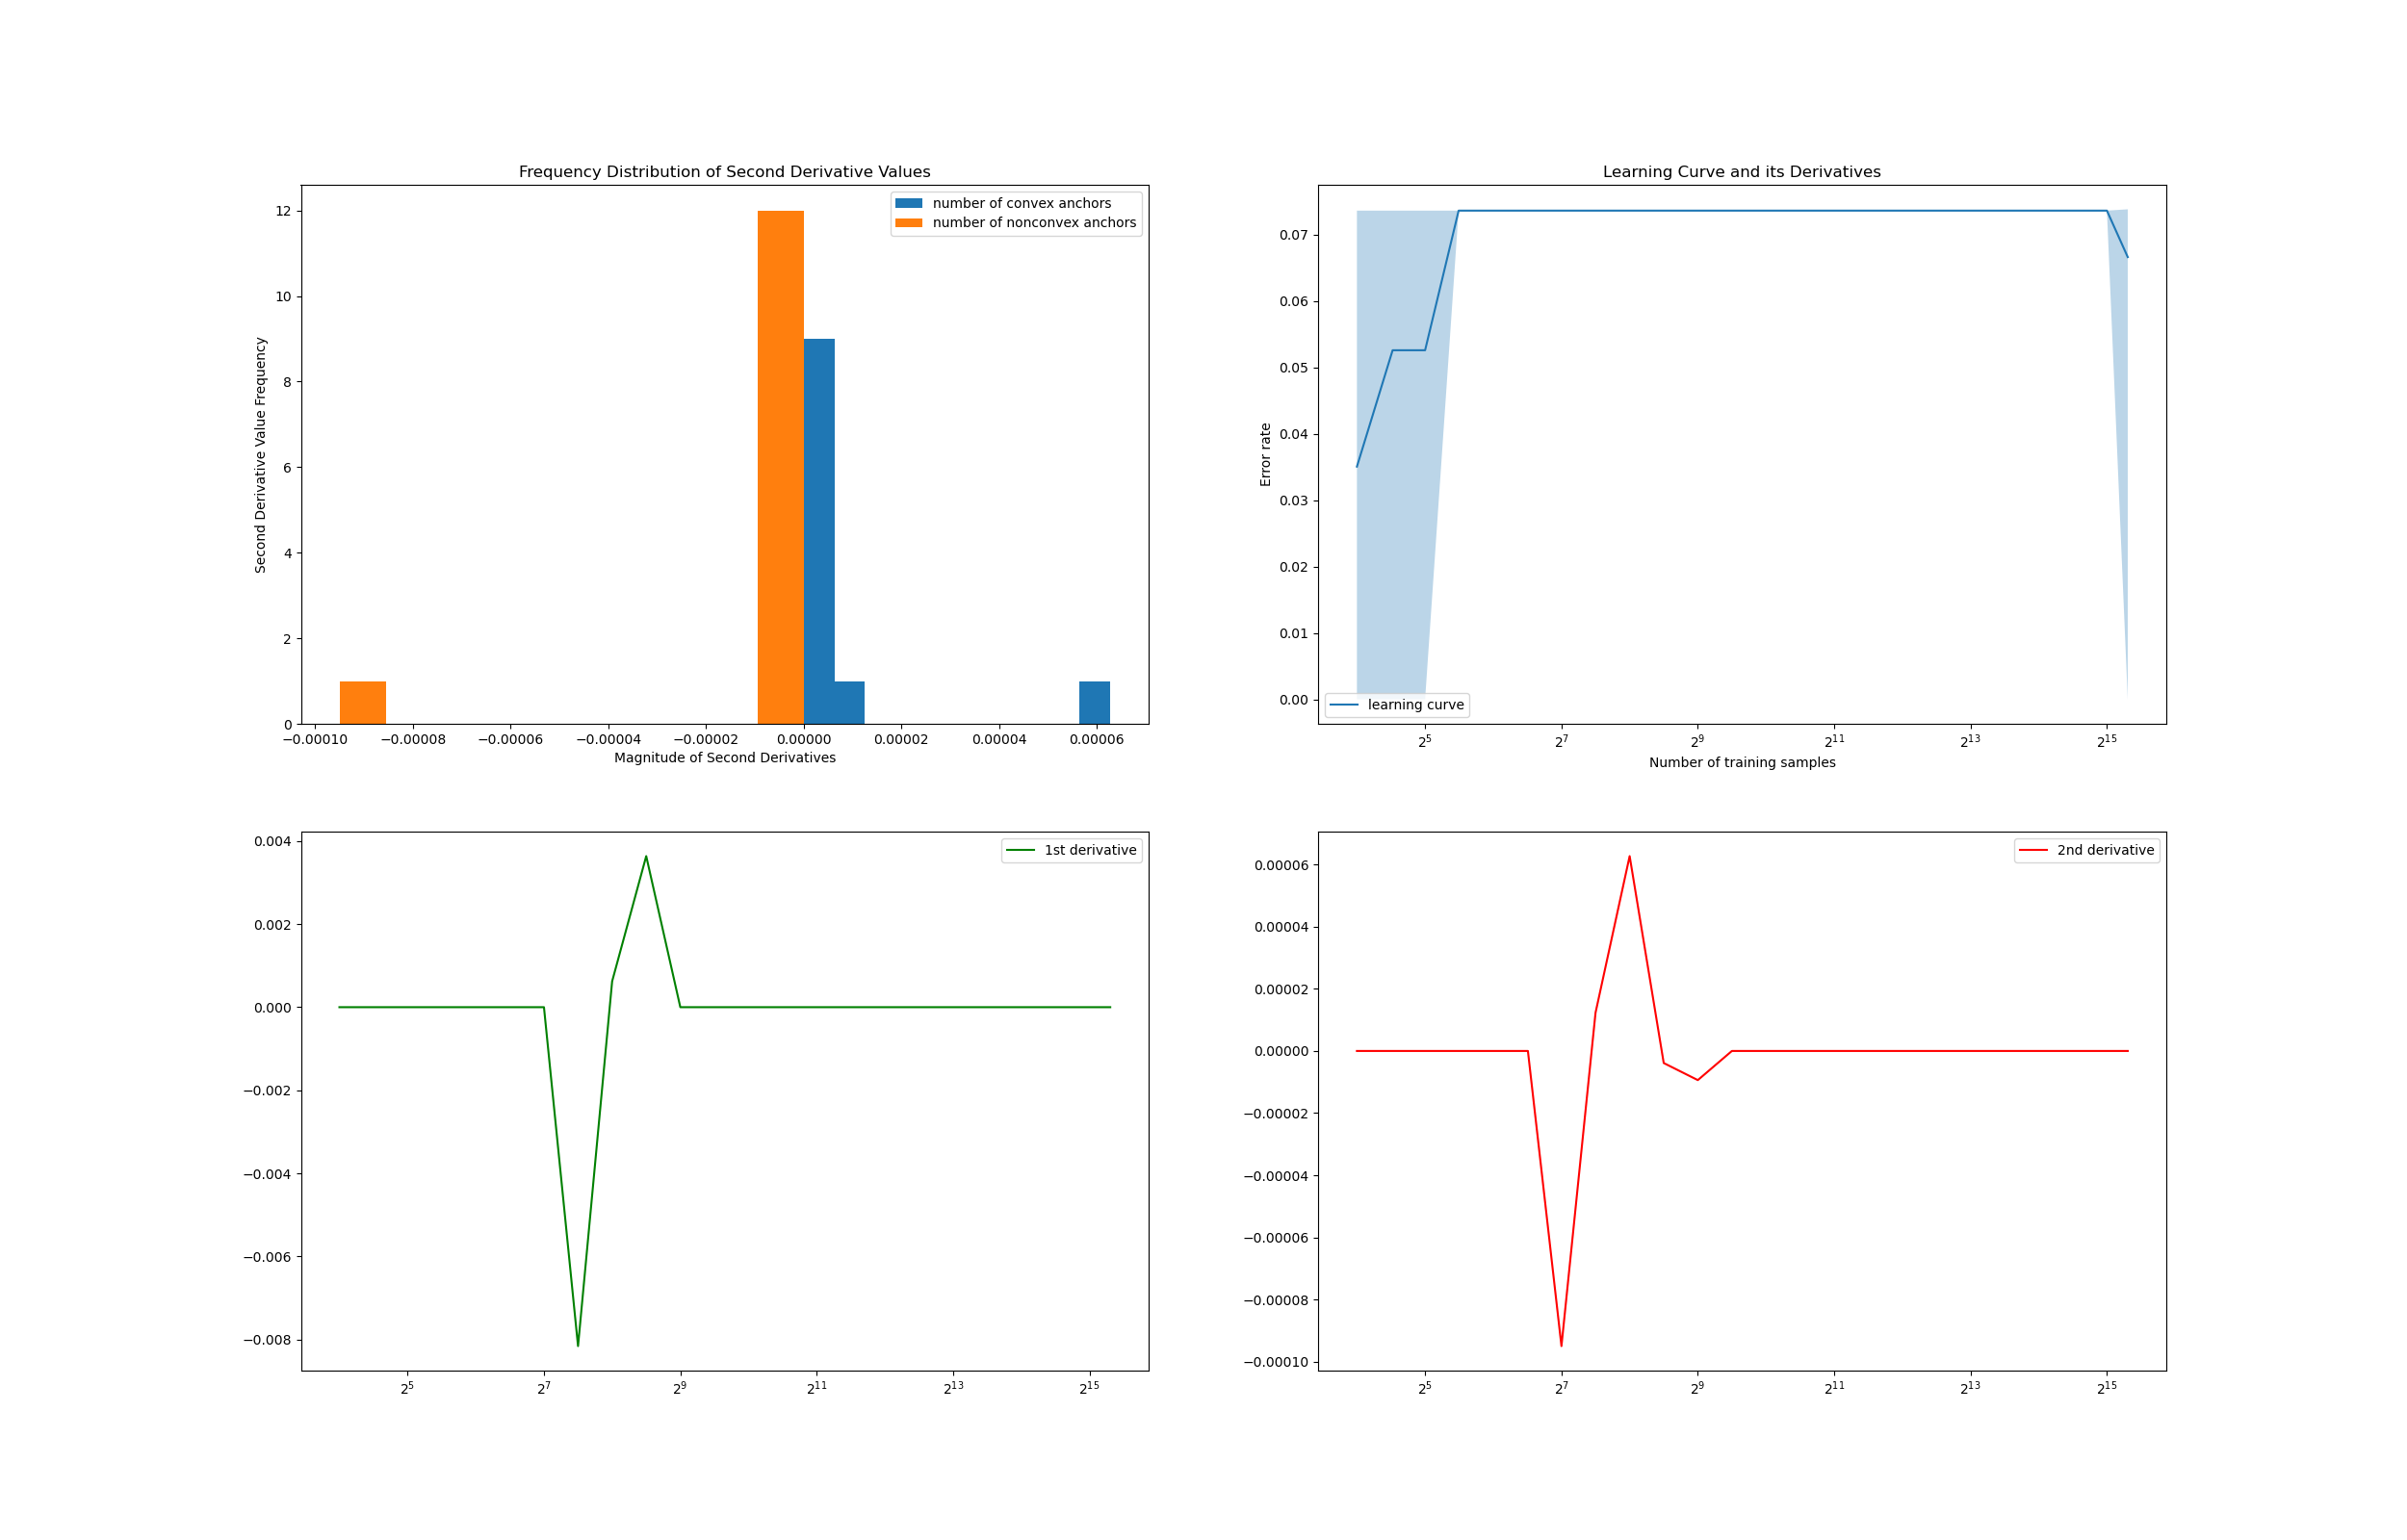 Frequency Distribution of Second Derivative Values
number of convex anchors
number of nonconvex anchors
12
10
8
6
4
2
0
Second Derivative Value Frequency
−0.00010 −0.00008 −0.00006 −0.00004 −0.00002 0.00000 0.00002 0.00004 0.00006
Magnitude of Second Derivatives
Learning Curve and its Derivatives
0.07
0.06
0.05
0.04
0.03
0.02
0.01
0.00
Error rate
learning curve
2^5 2^7 2^9 2^11 2^13 2^15
Number of training samples
1st derivative
0.004
0.002
0.000
−0.002
−0.004
−0.006
−0.008
2^5 2^7 2^9 2^11 2^13 2^15
2nd derivative
0.00006
0.00004
0.00002
0.00000
−0.00002
−0.00004
−0.00006
−0.00008
−0.00010
2^5 2^7 2^9 2^11 2^13 2^15